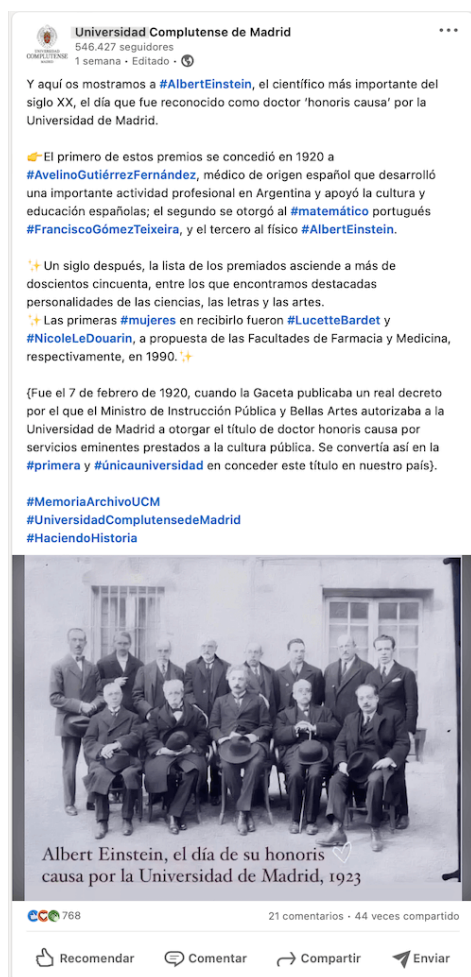 Universidad Complutense de Madrid
UNIVERSIDAD
COMPLUTENSE
MADRID
546.427 seguidores
1 semana • Editado •
Y aquí os mostramos a #AlbertEinstein, el científico más importante del
siglo XX, el día que fue reconocido como doctor 'honoris causa' por la
Universidad de Madrid.
👉El primero de estos premios se concedió en 1920 a
#AvelinoGutiérrezFernández, médico de origen español que desarrolló
una importante actividad profesional en Argentina y apoyó la cultura y
educación españolas; el segundo se otorgó al #matemático portugués
#FranciscoGómezTeixeira, y el tercero al físico #AlbertEinstein.
✨Un siglo después, la lista de los premiados asciende a más de
doscientos cincuenta, entre los que encontramos destacadas
personalidades de las ciencias, las letras y las artes.
✨Las primeras #mujeres en recibirlo fueron #LucetteBardet y
#NicoleLeDouarin, a propuesta de las Facultades de Farmacia y Medicina,
respectivamente, en 1990.✨
{Fue el 7 de febrero de 1920, cuando la Gaceta publicaba un real decreto
por el que el Ministro de Instrucción Pública y Bellas Artes autorizaba a la
Universidad de Madrid a otorgar el título de doctor honoris causa por
servicios eminentes prestados a la cultura pública. Se convertía así en la
#primera y #únicauniversidad en conceder este título en nuestro país}.
#MemoriaArchivoUCM
#UniversidadComplutensedeMadrid
#HaciendoHistoria
Albert Einstein, el día de su honoris
causa por la Universidad de Madrid, 1923
768
21 comentarios • 44 veces compartido
Recomendar
Comentar
Compartir
Enviar